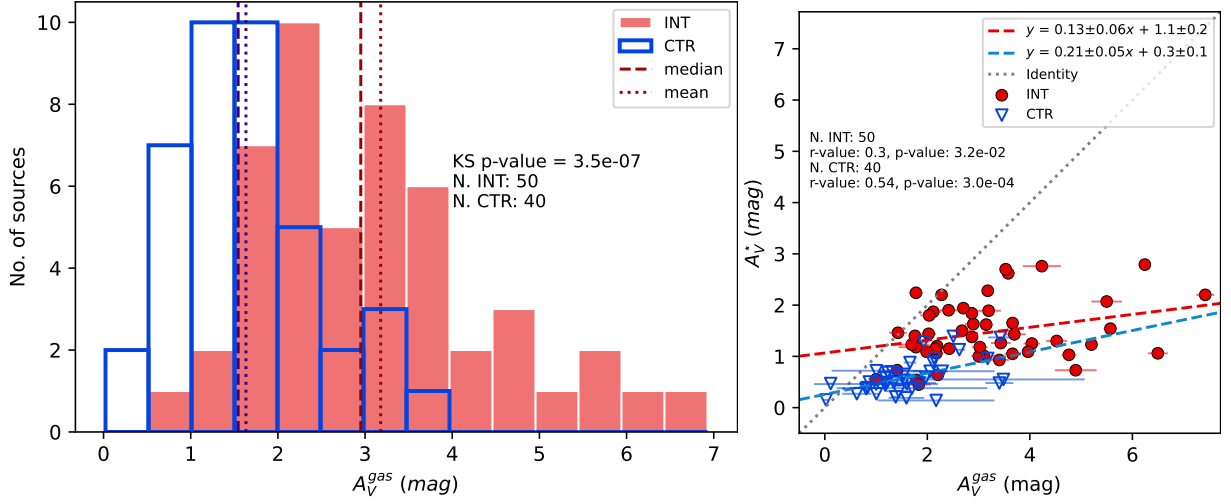 10
8
6
4
2
0
No. of sources
INT
CTR
median
mean
KS p-value = 3.5e-07
N. INT: 50
N. CTR: 40
0 1 2 3 4 5 6 7
A_V^{gas} (mag)
7
6
5
4
3
2
1
0
A_V^⋆ (mag)
y = 0.13±0.06x + 1.1±0.2
y = 0.21±0.05x + 0.3±0.1
Identity
INT
CTR
N. INT: 50
r-value: 0.3, p-value: 3.2e-02
N. CTR: 40
r-value: 0.54, p-value: 3.0e-04
0 2 4 6
A_V^{gas} (mag)